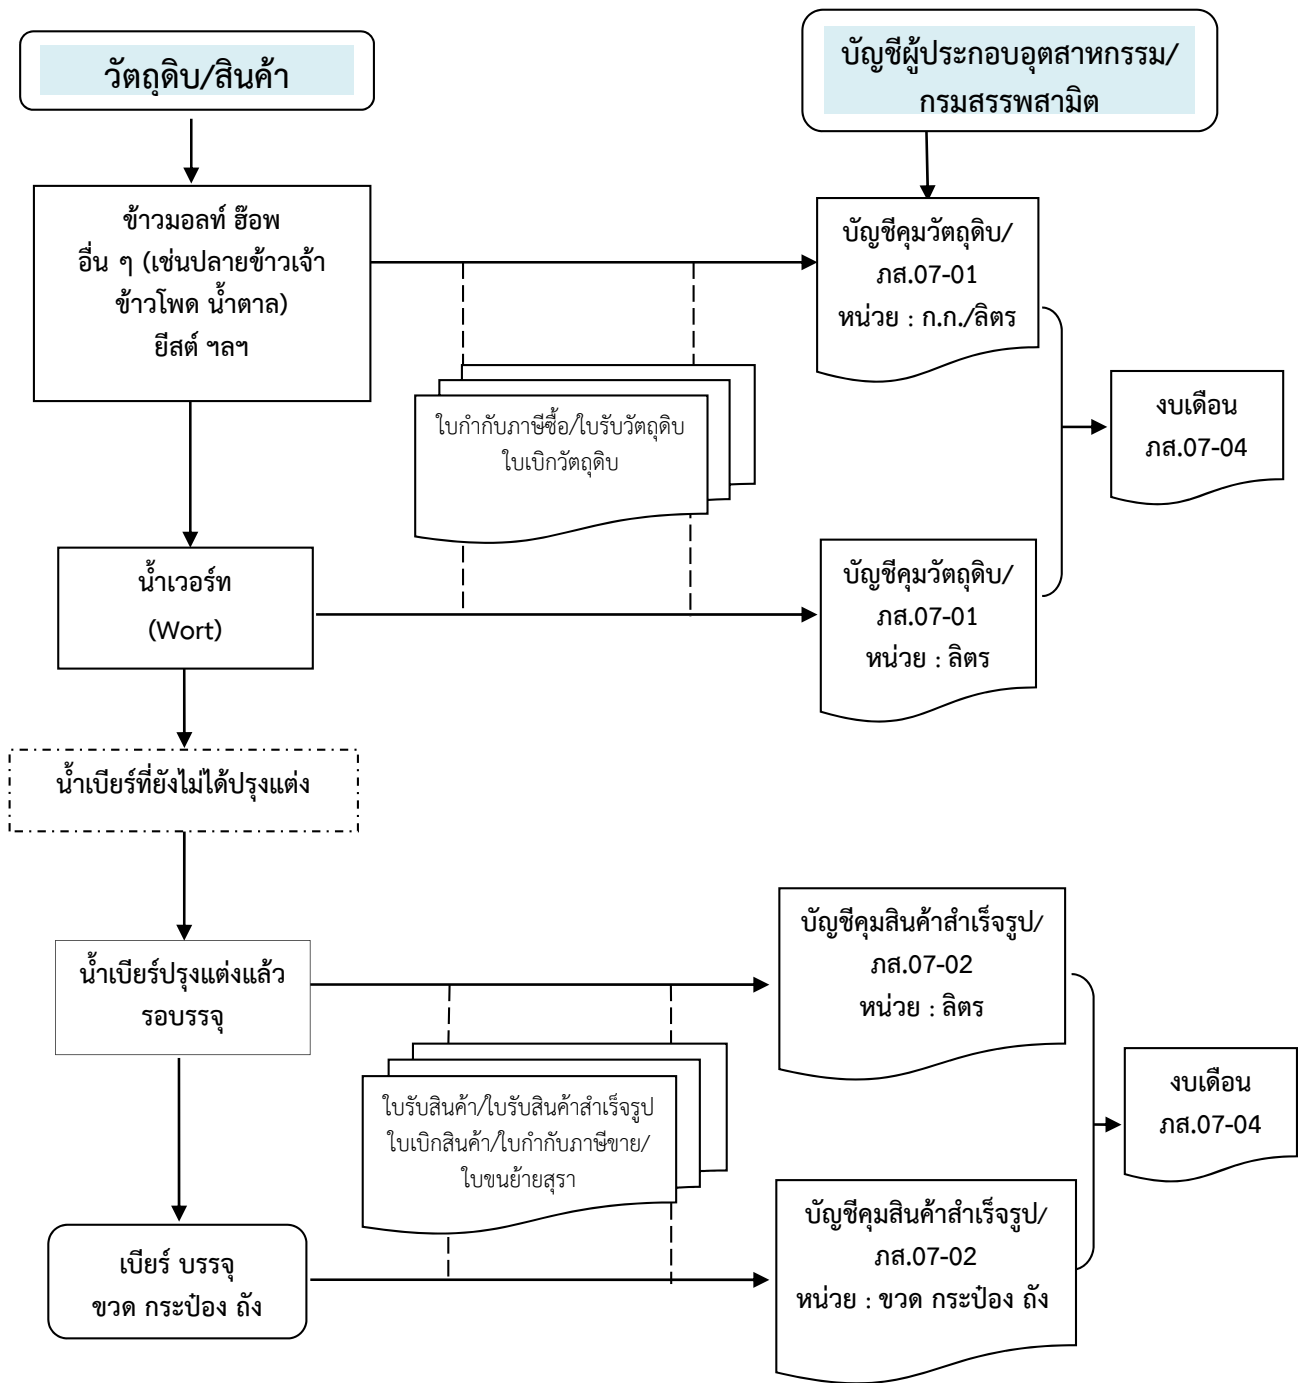 วัตถุดิบ/สินค้า
บัญชีผู้ประกอบอุตสาหกรรม/
กรมสรรพสามิต
ข้าวมอลท์ ฮ๊อพ
อื่น ๆ (เช่นปลายข้าวเจ้า
ข้าวโพด น้ำตาล)
ยีสต์ ฯลฯ
บัญชีคุมวัตถุดิบ/
ภส.07-01
หน่วย : ก.ก./ลิตร
ใบกำกับภาษีซื้อ/ใบรับวัตถุดิบ
ใบเบิกวัตถุดิบ
งบเดือน
ภส.07-04
น้ำเวอร์ท
(Wort)
บัญชีคุมวัตถุดิบ/
ภส.07-01
หน่วย : ลิตร
น้ำเบียร์ที่ยังไม่ได้ปรุงแต่ง
น้ำเบียร์ปรุงแต่งแล้ว
รอบรรจุ
บัญชีคุมสินค้าสำเร็จรูป/
ภส.07-02
หน่วย : ลิตร
ใบรับสินค้า/ใบรับสินค้าสำเร็จรูป
ใบเบิกสินค้า/ใบกำกับภาษีขาย/
ใบขนย้ายสุรา
งบเดือน
ภส.07-04
เบียร์ บรรจุ
ขวด กระป๋อง ถัง
บัญชีคุมสินค้าสำเร็จรูป/
ภส.07-02
หน่วย : ขวด กระป๋อง ถัง